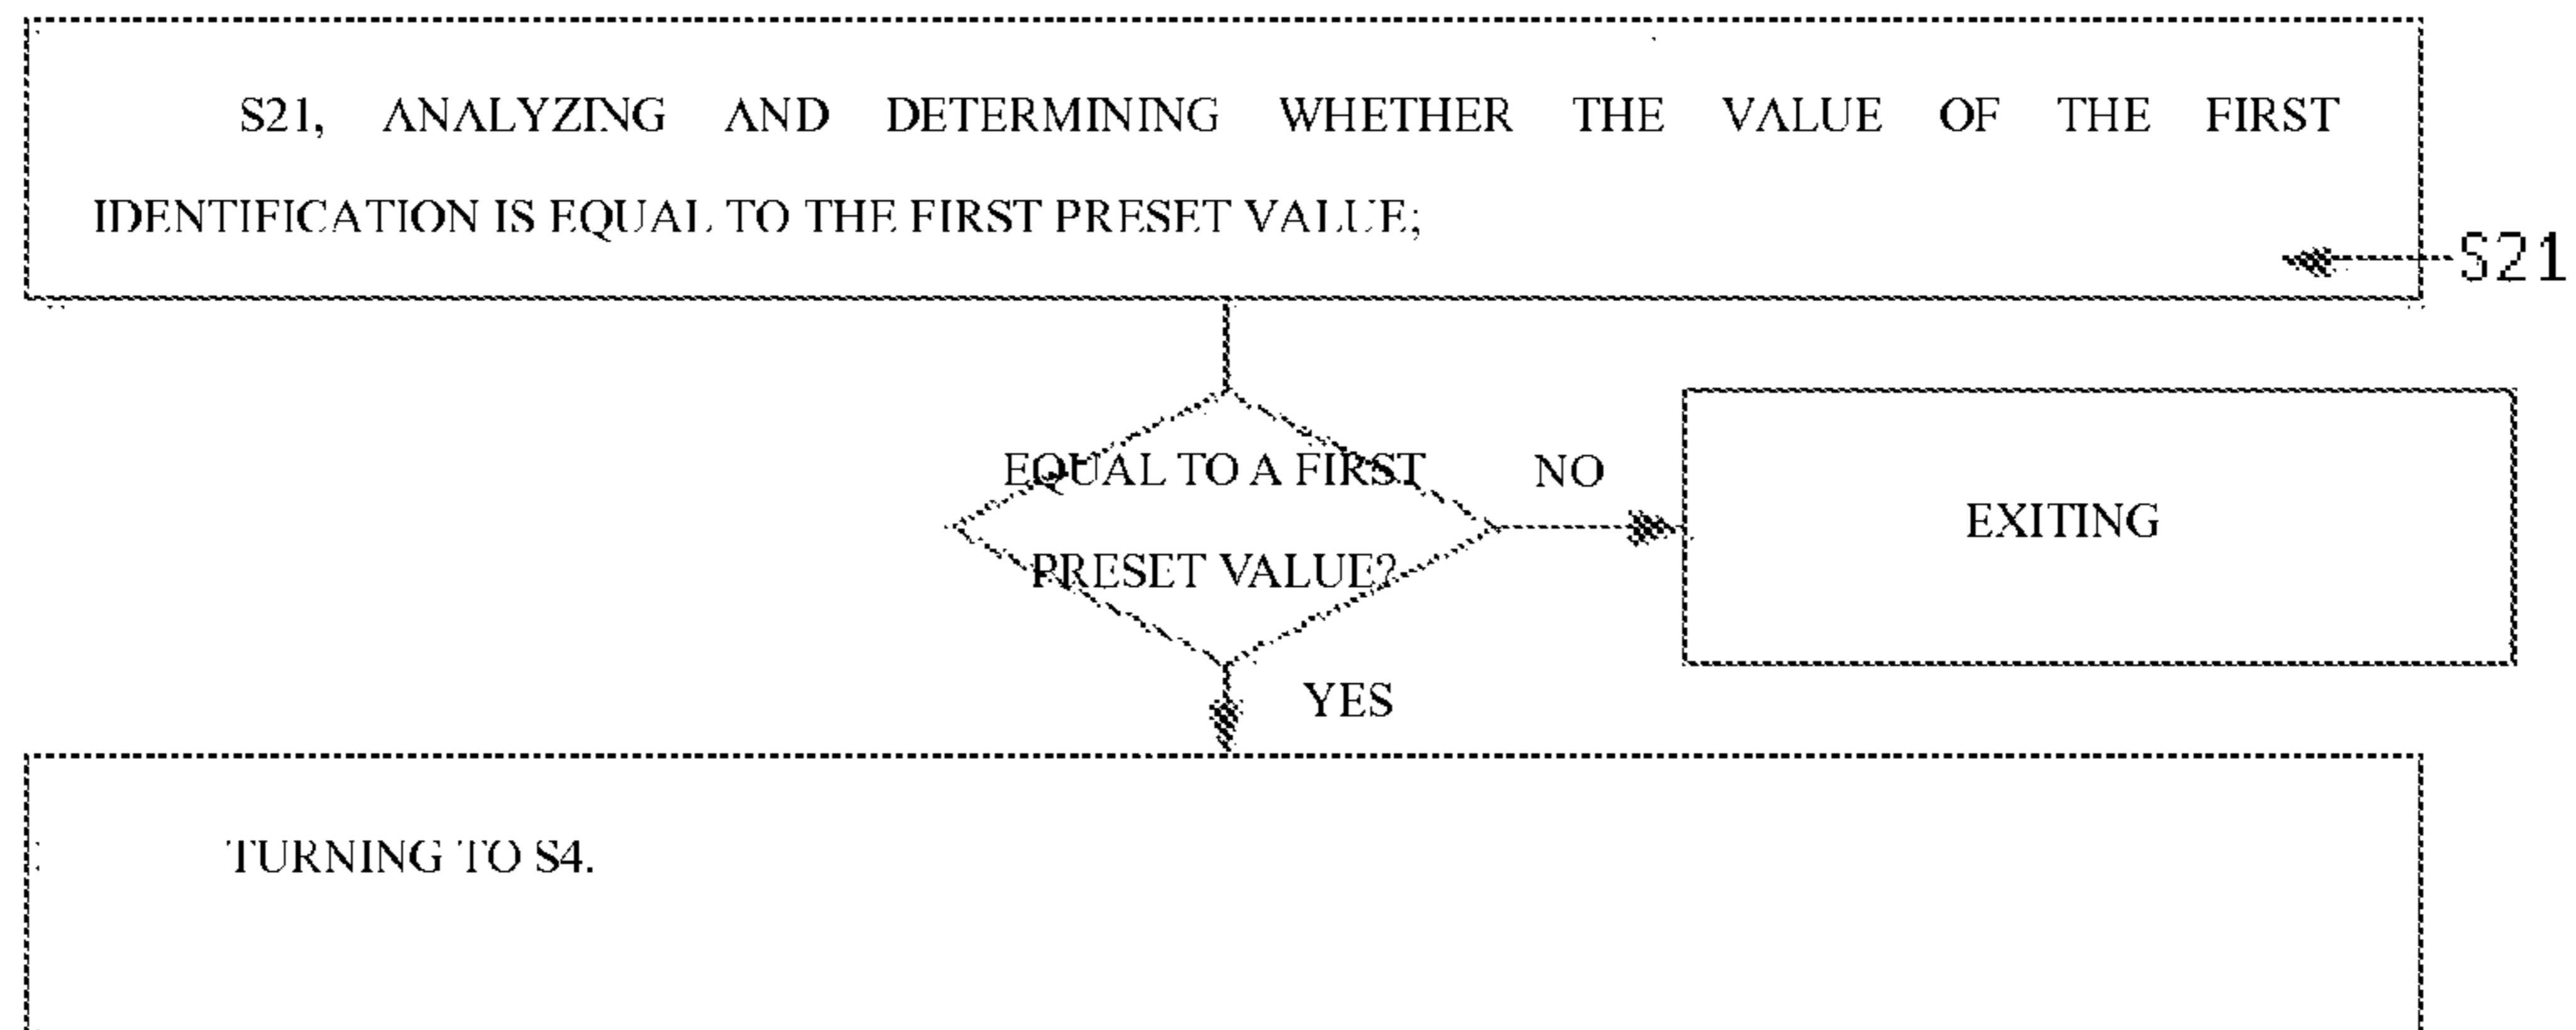 S21, ANALYZING AND DETERMINING WHETHER THE VALUE OF THE FIRST
IDENTIFICATION IS EQUAL TO THE FIRST PRESET VALUE;
S21
EQUAL TO A FIRST
PRESET VALUE?
NO
EXITING
YES
TURNING TO S4.